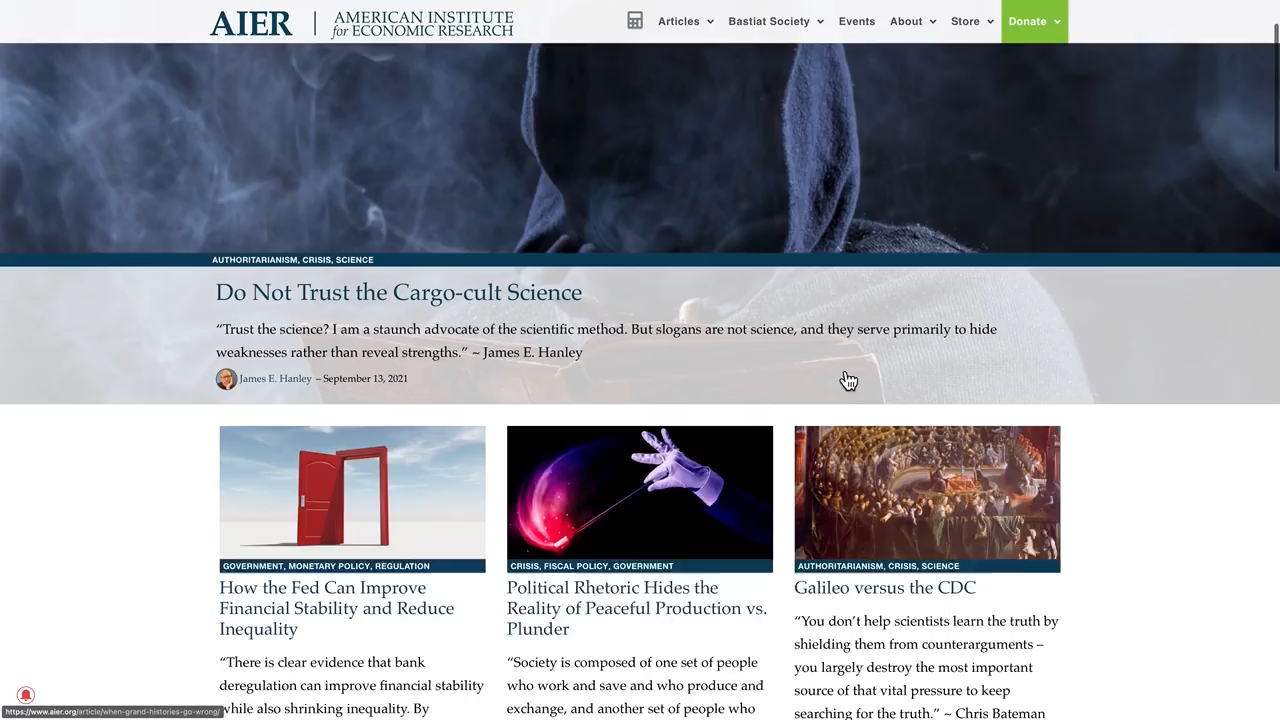 AIER
AMERICAN INSTITUTE
for ECONOMIC RESEARCH
Articles
Bastiat Society
Events
About
Store
Donate
AUTHORITARIANISM, CRISIS, SCIENCE
Do Not Trust the Cargo-cult Science
“Trust the science? I am a staunch advocate of the scientific method. But slogans are not science, and they serve primarily to hide
weaknesses rather than reveal strengths.” ~ James E. Hanley
James E. Hanley – September 13, 2021
GOVERNMENT, MONETARY POLICY, REGULATION
How the Fed Can Improve
Financial Stability and Reduce
Inequality
“There is clear evidence that bank
deregulation can improve financial stability
while also shrinking inequality. By
CRISIS, FISCAL POLICY, GOVERNMENT
Political Rhetoric Hides the
Reality of Peaceful Production vs.
Plunder
“Society is composed of one set of people
who work and save and who produce and
exchange, and another set of people who
AUTHORITARIANISM, CRISIS, SCIENCE
Galileo versus the CDC
“You don’t help scientists learn the truth by
shielding them from counterarguments –
you largely destroy the most important
source of that vital pressure to keep
searching for the truth.” ~ Chris Bateman
https://www.aier.org/article/when-grand-histories-go-wrong/